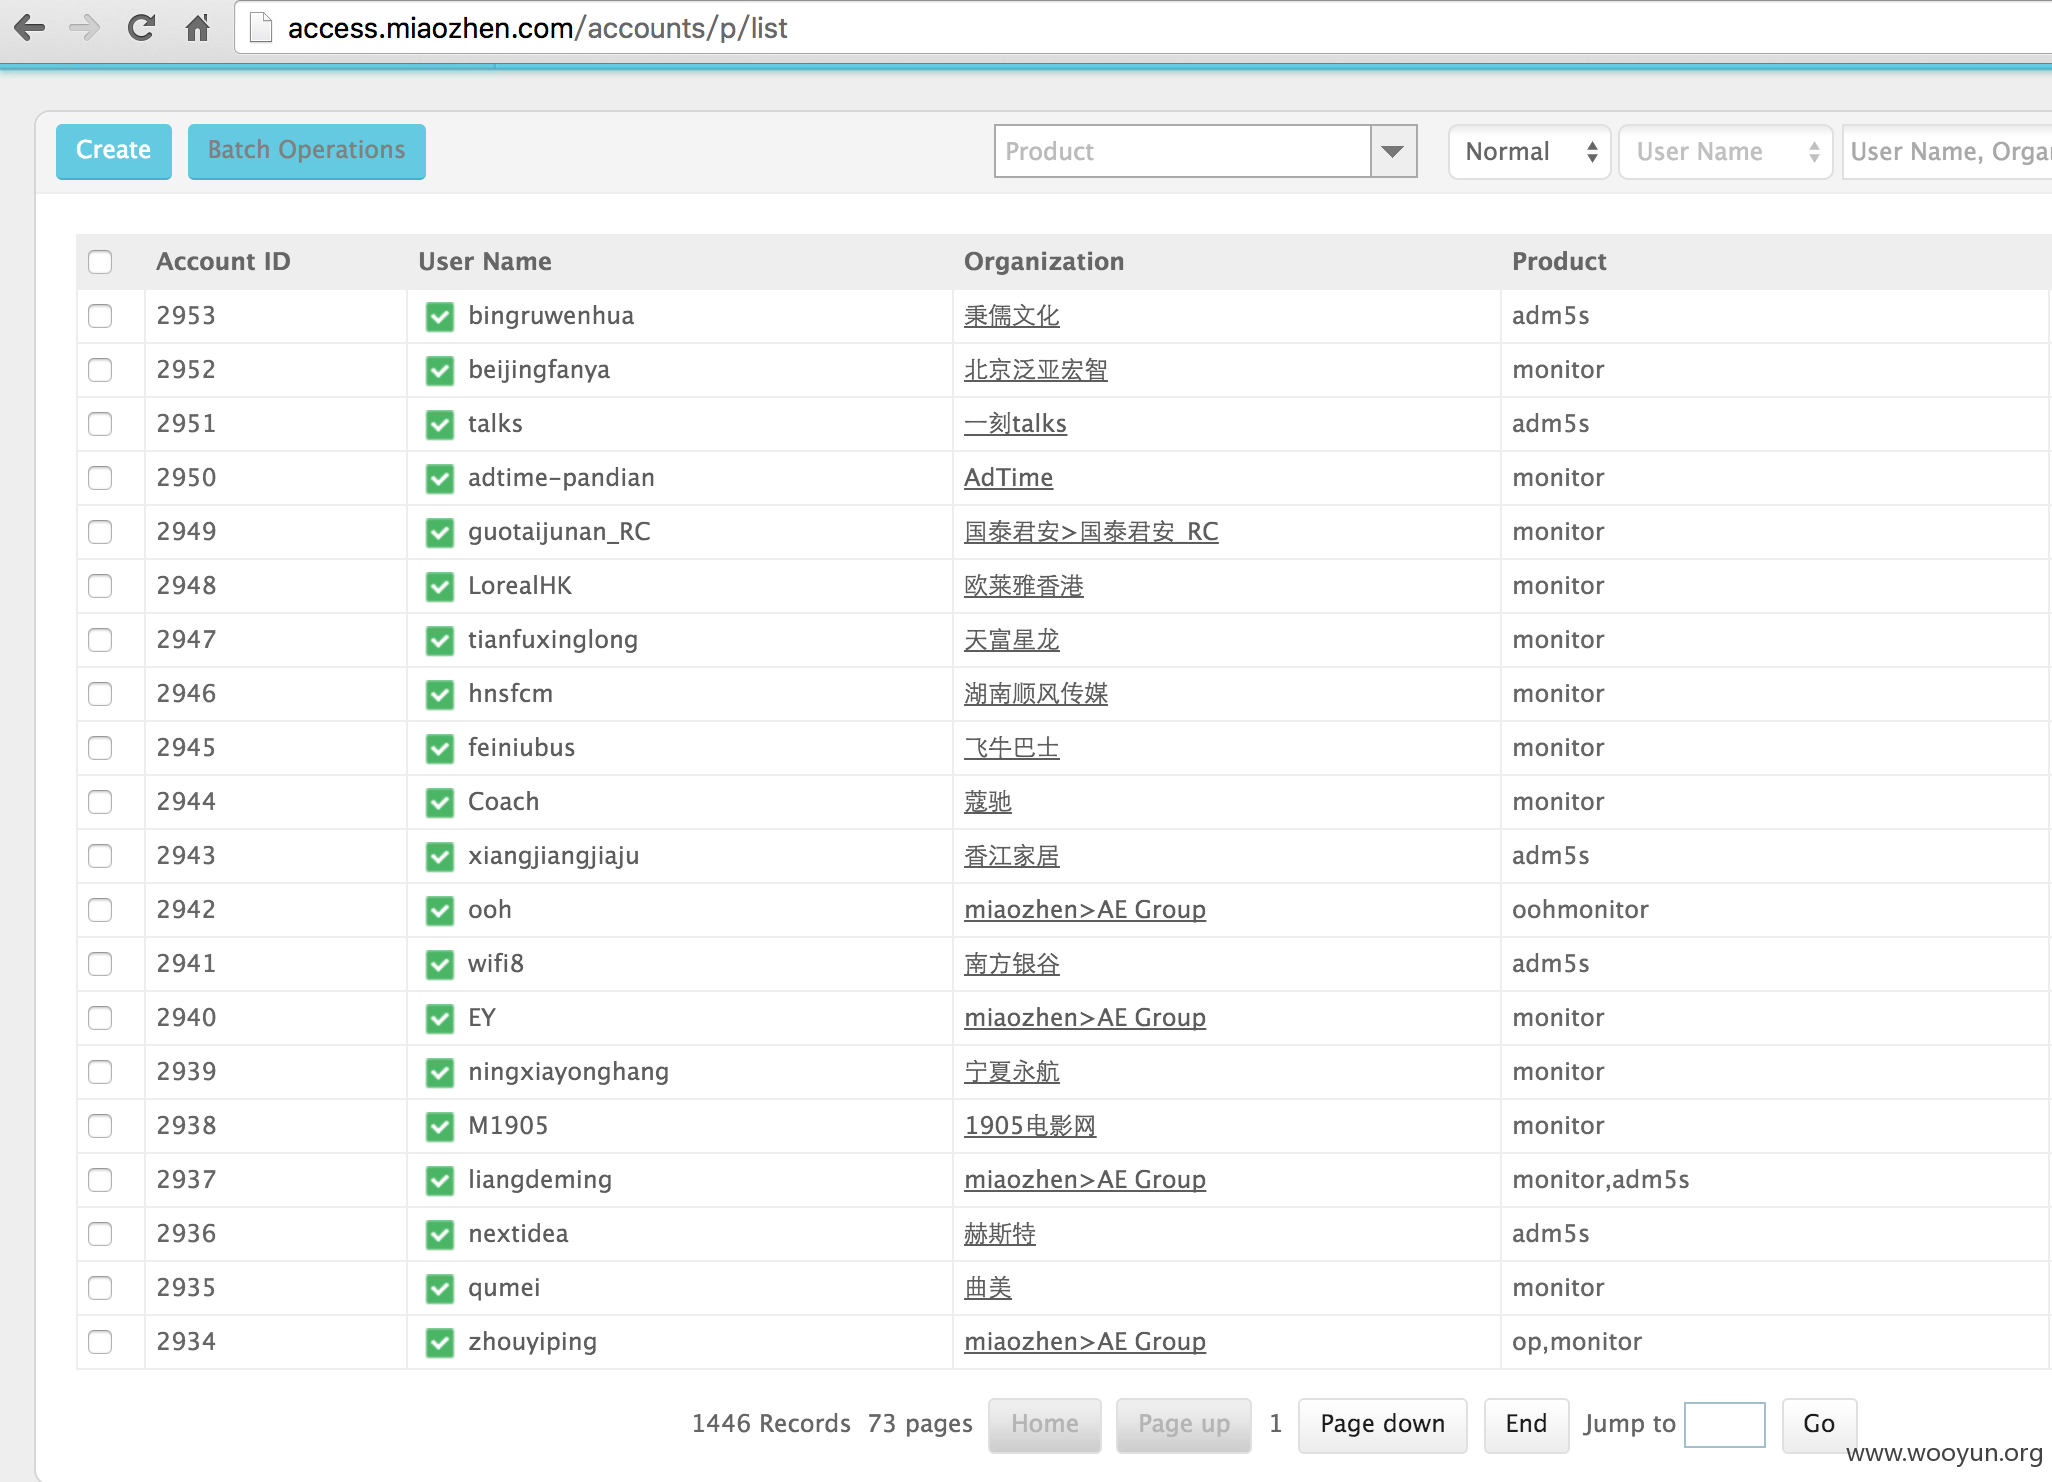 access.miaozhen.com/accounts/p/list
Create Batch Operations Product Normal User Name User Name, Orga
Account ID User Name Organization Product
2953 bingruwenhua 秉儒文化 adm5s
2952 beijingfanya 北京泛亚宏智 monitor
2951 talks 一刻talks adm5s
2950 adtime-pandian AdTime monitor
2949 guotaijunan_RC 国泰君安>国泰君安_RC monitor
2948 LorealHK 欧莱雅香港 monitor
2947 tianfuxinglong 天富星龙 monitor
2946 hnsfcm 湖南顺风传媒 monitor
2945 feiniubus 飞牛巴士 monitor
2944 Coach 蔻驰 monitor
2943 xiangjiangjiaju 香江家居 adm5s
2942 ooh miaozhen>AE Group oohmonitor
2941 wifi8 南方银谷 adm5s
2940 EY miaozhen>AE Group monitor
2939 ningxiayonghang 宁夏永航 monitor
2938 M1905 1905电影网 monitor
2937 liangdeming miaozhen>AE Group monitor,adm5s
2936 nextidea 赫斯特 adm5s
2935 qumei 曲美 monitor
2934 zhouyiping miaozhen>AE Group op,monitor
1446 Records 73 pages Home Page up 1 Page down End Jump to Go
www.wooyun.org